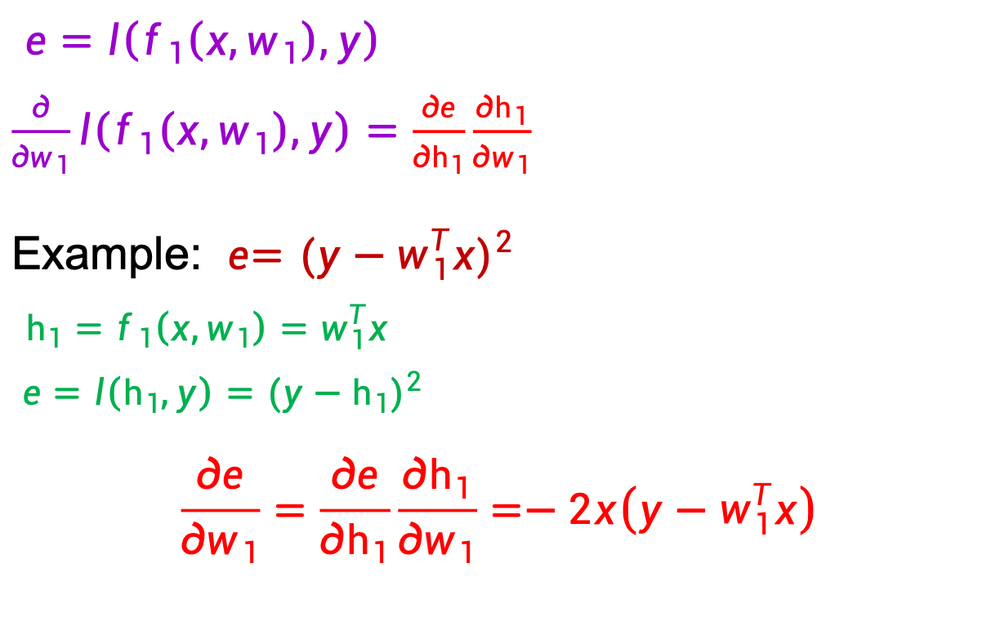 e = l(f₁(x, w₁), y)
∂/∂w₁ l(f₁(x, w₁), y) = ∂e/∂h₁ ∂h₁/∂w₁
Example: e= (y − w₁ᵀx)²
h₁ = f₁(x, w₁) = w₁ᵀx
e = l(h₁, y) = (y − h₁)²
∂e/∂w₁ = ∂e/∂h₁ ∂h₁/∂w₁ =− 2x(y − w₁ᵀx)